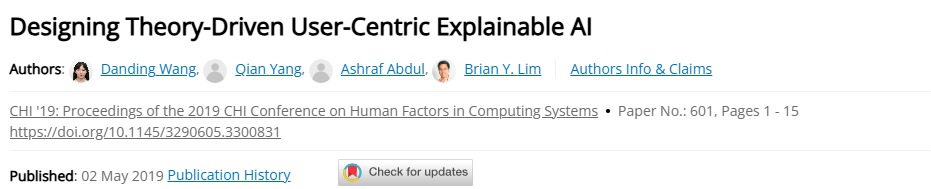 Designing Theory-Driven User-Centric Explainable AI
Authors: Danding Wang, Qian Yang, Ashraf Abdul, Brian Y. Lim Authors Info & Claims
CHI '19: Proceedings of the 2019 CHI Conference on Human Factors in Computing Systems • Paper No.: 601, Pages 1 - 15
https://doi.org/10.1145/3290605.3300831
Published: 02 May 2019 Publication History Check for updates